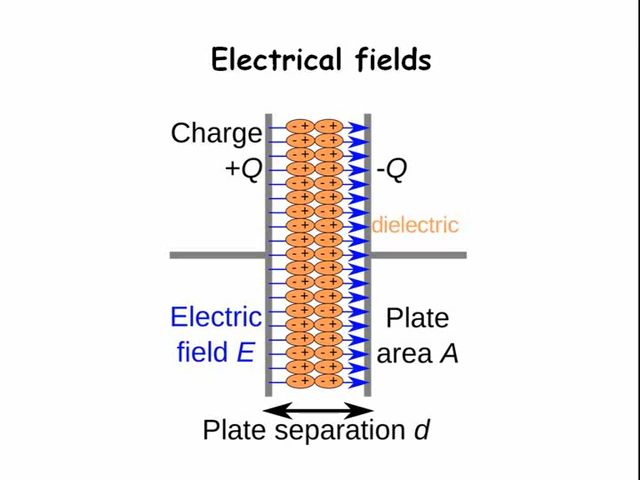 Electrical fields
Charge
+Q
-Q
dielectric
Electric
field E
Plate
area A
Plate separation d